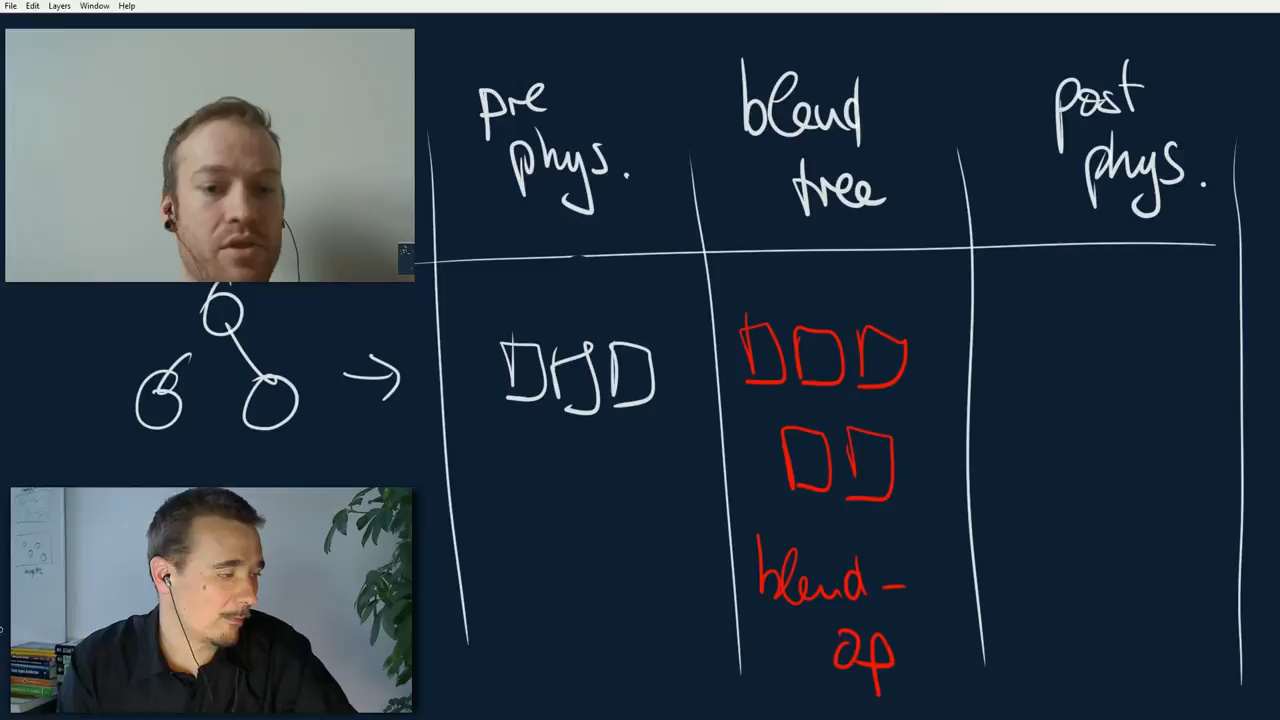 File Edit Layers Window Help
pre
phys.
blend
tree
post
phys.
blend-
op